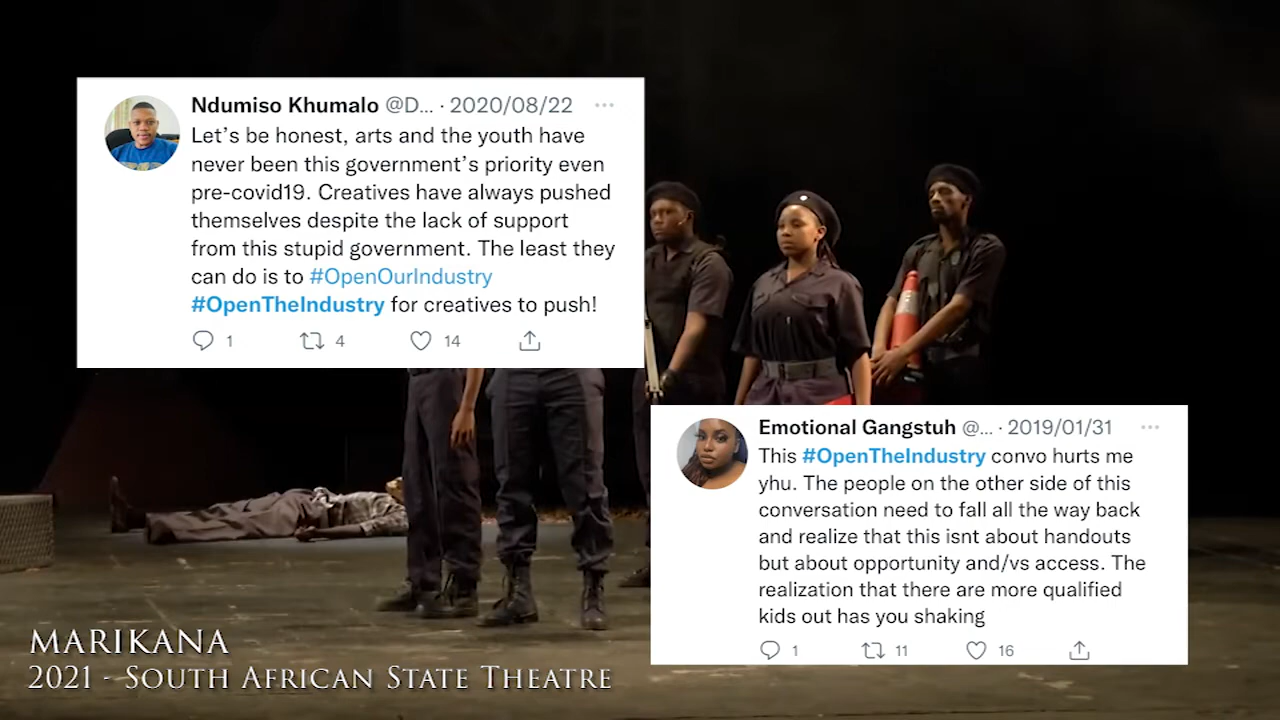 Ndumiso Khumalo @D... · 2020/08/22 ...
Let's be honest, arts and the youth have
never been this government's priority even
pre-covid19. Creatives have always pushed
themselves despite the lack of support
from this stupid government. The least they
can do is to #OpenOurIndustry
#OpenTheIndustry for creatives to push!
1 4 14
Emotional Gangstuh @... · 2019/01/31 ...
This #OpenTheIndustry convo hurts me
yhu. The people on the other side of this
conversation need to fall all the way back
and realize that this isnt about handouts
but about opportunity and/vs access. The
realization that there are more qualified
kids out has you shaking
1 11 16
MARIKANA
2021 - SOUTH AFRICAN STATE THEATRE